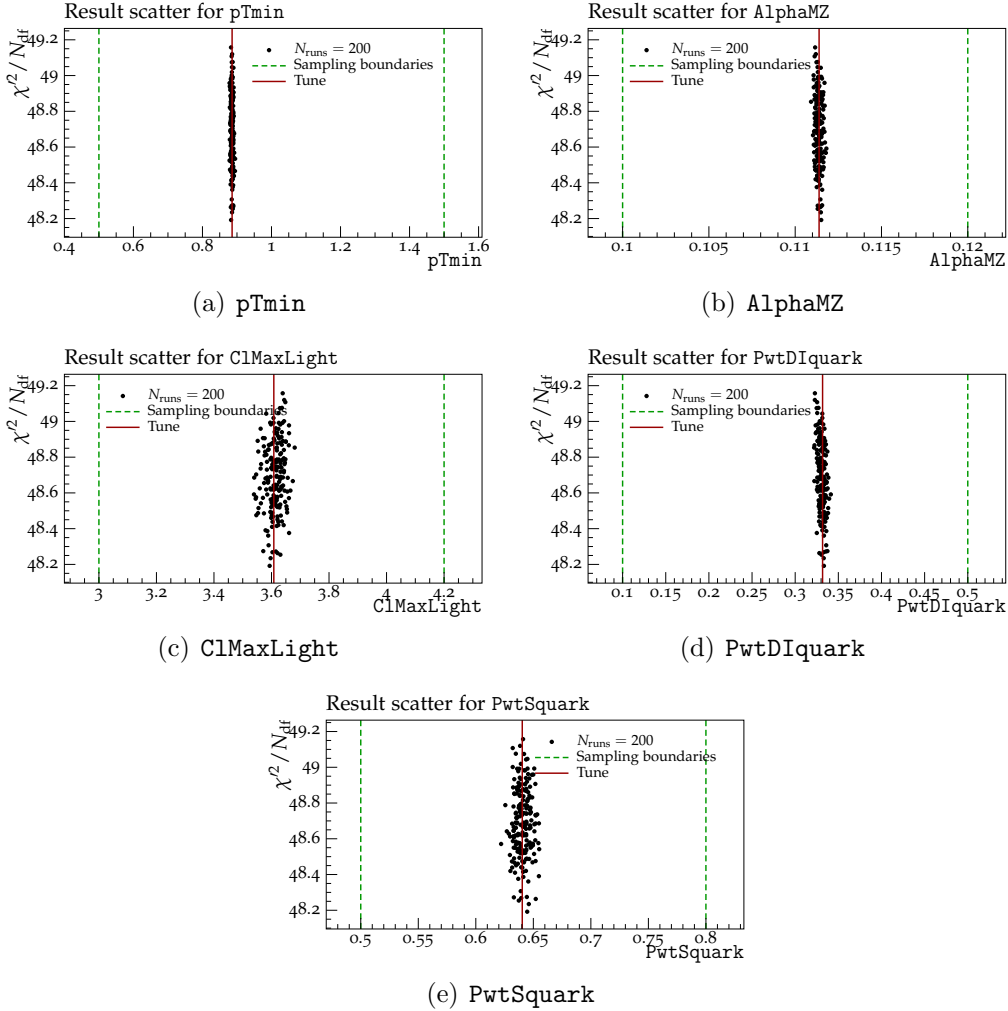 Result scatter for pTmin
χ′²/N_df
N_runs = 200
Sampling boundaries
Tune
49.2
49
48.8
48.6
48.4
48.2
0.4 0.6 0.8 1 1.2 1.4 1.6
pTmin
(a) pTmin
Result scatter for AlphaMZ
χ′²/N_df
N_runs = 200
Sampling boundaries
Tune
49.2
49
48.8
48.6
48.4
48.2
0.1 0.105 0.11 0.115 0.12
AlphaMZ
(b) AlphaMZ
Result scatter for ClMaxLight
χ′²/N_df
N_runs = 200
Sampling boundaries
Tune
49.2
49
48.8
48.6
48.4
48.2
3 3.2 3.4 3.6 3.8 4 4.2
ClMaxLight
(c) ClMaxLight
Result scatter for PwtDIquark
χ′²/N_df
N_runs = 200
Sampling boundaries
Tune
49.2
49
48.8
48.6
48.4
48.2
0.1 0.15 0.2 0.25 0.3 0.35 0.4 0.45 0.5
PwtDIquark
(d) PwtDIquark
Result scatter for PwtSquark
χ′²/N_df
N_runs = 200
Sampling boundaries
Tune
49.2
49
48.8
48.6
48.4
48.2
0.5 0.55 0.6 0.65 0.7 0.75 0.8
PwtSquark
(e) PwtSquark